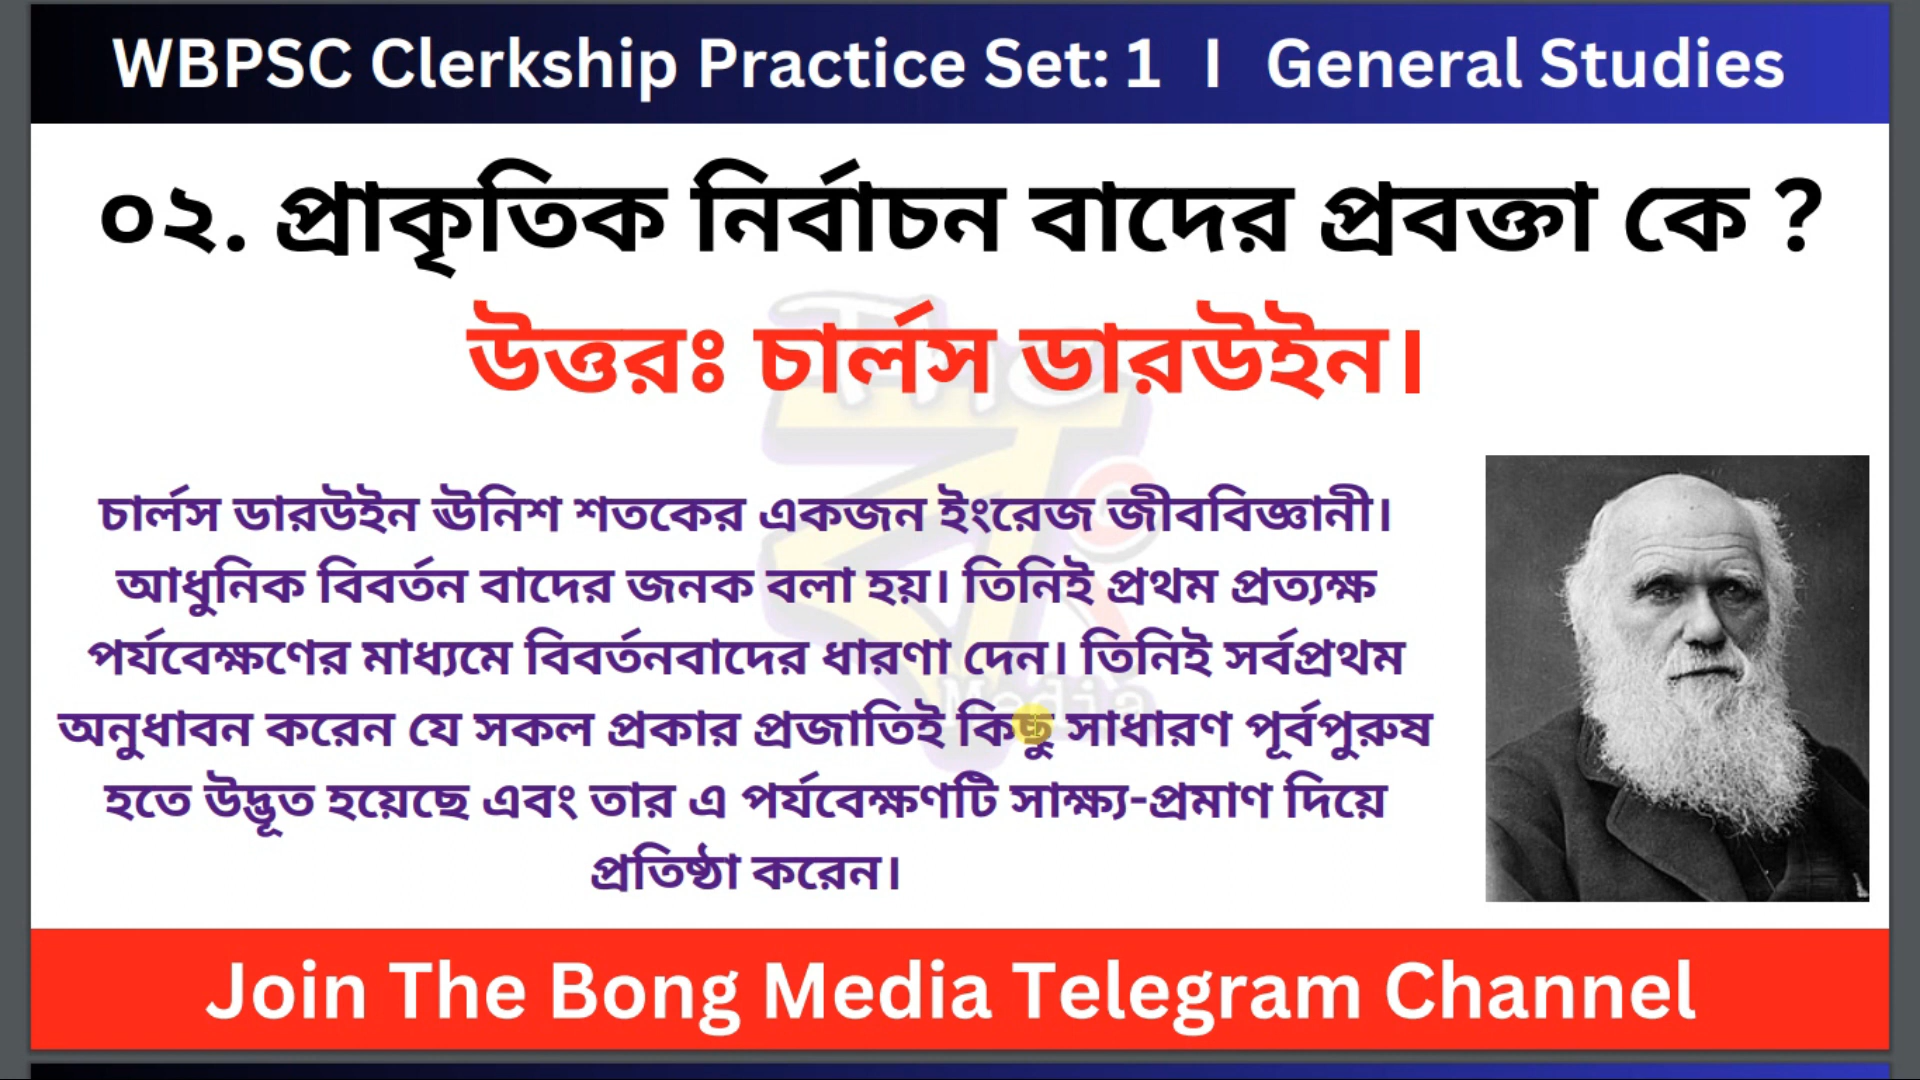 WBPSC Clerkship Practice Set: 1 I General Studies
০২. প্রাকৃতিক নির্বাচন বাদের প্রবক্তা কে ?
উত্তরঃ চার্লস ডারউইন।
চার্লস ডারউইন ঊনিশ শতকের একজন ইংরেজ জীববিজ্ঞানী।
আধুনিক বিবর্তন বাদের জনক বলা হয়। তিনিই প্রথম প্রত্যক্ষ
পর্যবেক্ষণের মাধ্যমে বিবর্তনবাদের ধারণা দেন। তিনিই সর্বপ্রথম
অনুধাবন করেন যে সকল প্রকার প্রজাতিই কিছু সাধারণ পূর্বপুরুষ
হতে উদ্ভূত হয়েছে এবং তার এ পর্যবেক্ষণটি সাক্ষ্য-প্রমাণ দিয়ে
প্রতিষ্ঠা করেন।
The
Media
Join The Bong Media Telegram Channel